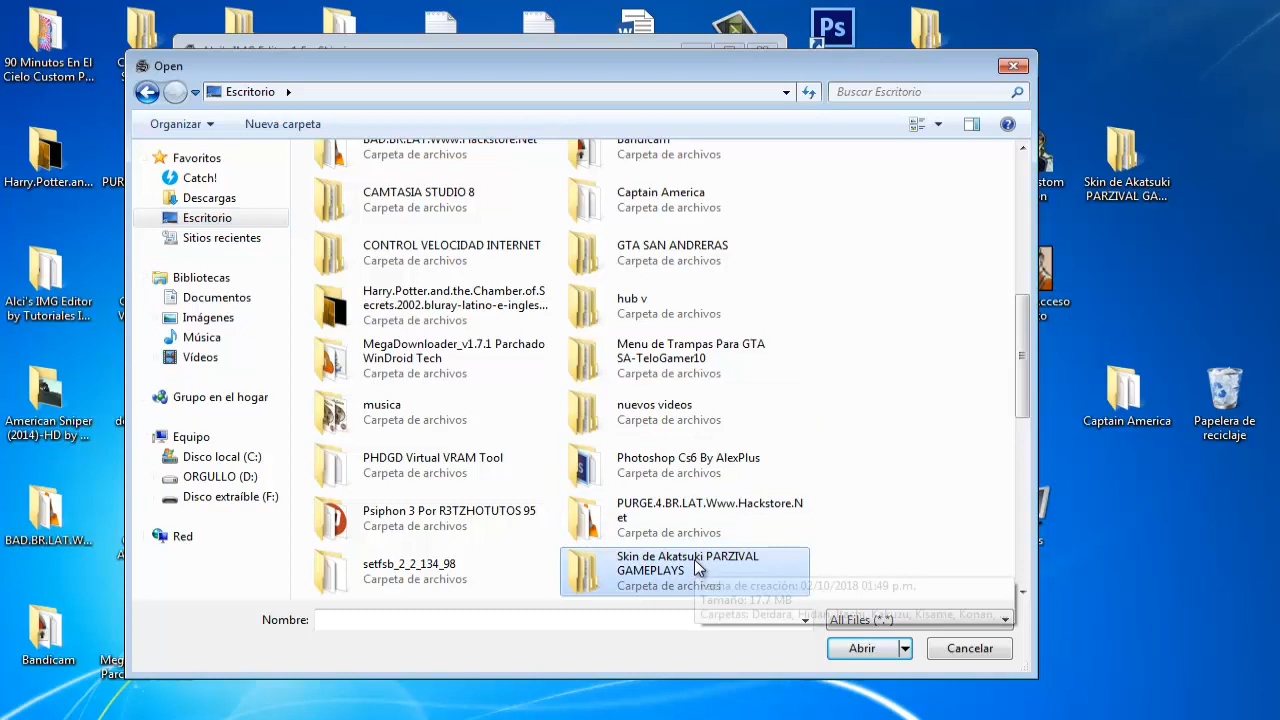 90 Minutos En El
Cielo Custom P...
Ps
Open
Escritorio
Buscar Escritorio
Organizar
Nueva carpeta
Favoritos
Catch!
Descargas
Escritorio
Sitios recientes
Bibliotecas
Documentos
Imágenes
Música
Vídeos
Grupo en el hogar
Equipo
Disco local (C:)
ORGULLO (D:)
Disco extraíble (F:)
Red
BAD.BR.LAT.Www.Hackstore.Net
Carpeta de archivos
Bandicam
Carpeta de archivos
CAMTASIA STUDIO 8
Carpeta de archivos
Captain America
Carpeta de archivos
CONTROL VELOCIDAD INTERNET
Carpeta de archivos
GTA SAN ANDRERAS
Carpeta de archivos
Harry.Potter.and.the.Chamber.of.S
ecrets.2002.bluray-latino-e-ingles...
Carpeta de archivos
hub v
Carpeta de archivos
MegaDownloader_v1.7.1 Parchado
WinDroid Tech
Carpeta de archivos
Menu de Trampas Para GTA
SA-TeloGamer10
Carpeta de archivos
musica
Carpeta de archivos
nuevos videos
Carpeta de archivos
PHDGD Virtual VRAM Tool
Carpeta de archivos
Photoshop Cs6 By AlexPlus
Carpeta de archivos
Psiphon 3 Por R3TZHOTUTOS 95
Carpeta de archivos
PURGE.4.BR.LAT.Www.Hackstore.N
et
Carpeta de archivos
setfsb_2_2_134_98
Carpeta de archivos
Skin de Akatsuki PARZIVAL
GAMEPLAYS
Carpeta de archivos
Fecha de creación: 02/10/2018 01:49 p.m.
Tamaño: 17.7 MB
Carpetas: Deidara, Hidan, Itachi, Kakuzu, Kisame, Konan, ...
Nombre:
All Files (*.*)
Abrir
Cancelar
Harry.Potter.an...
PUR
Alci's IMG Editor
by Tutoriales I...
American Sniper
(2014)-HD by ...
BAD.BR.LAT.W...
Bandicam
Skin de Akatsuki
PARZIVAL GA...
Captain America
Papelera de
reciclaje